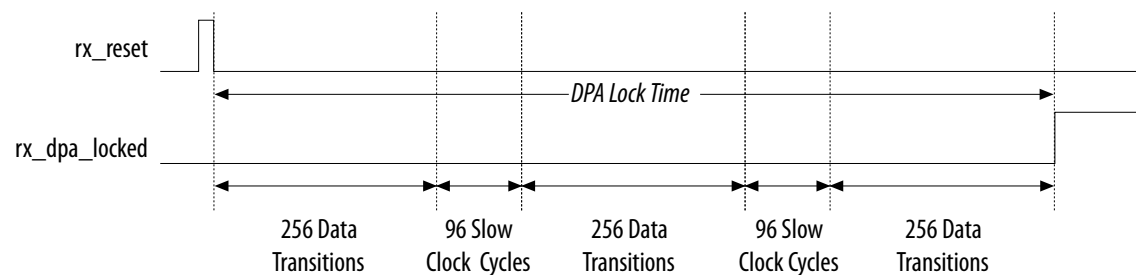 rx_reset
DPA Lock Time
rx_dpa_locked
256 Data
Transitions
96 Slow
Clock Cycles
256 Data
Transitions
96 Slow
Clock Cycles
256 Data
Transitions